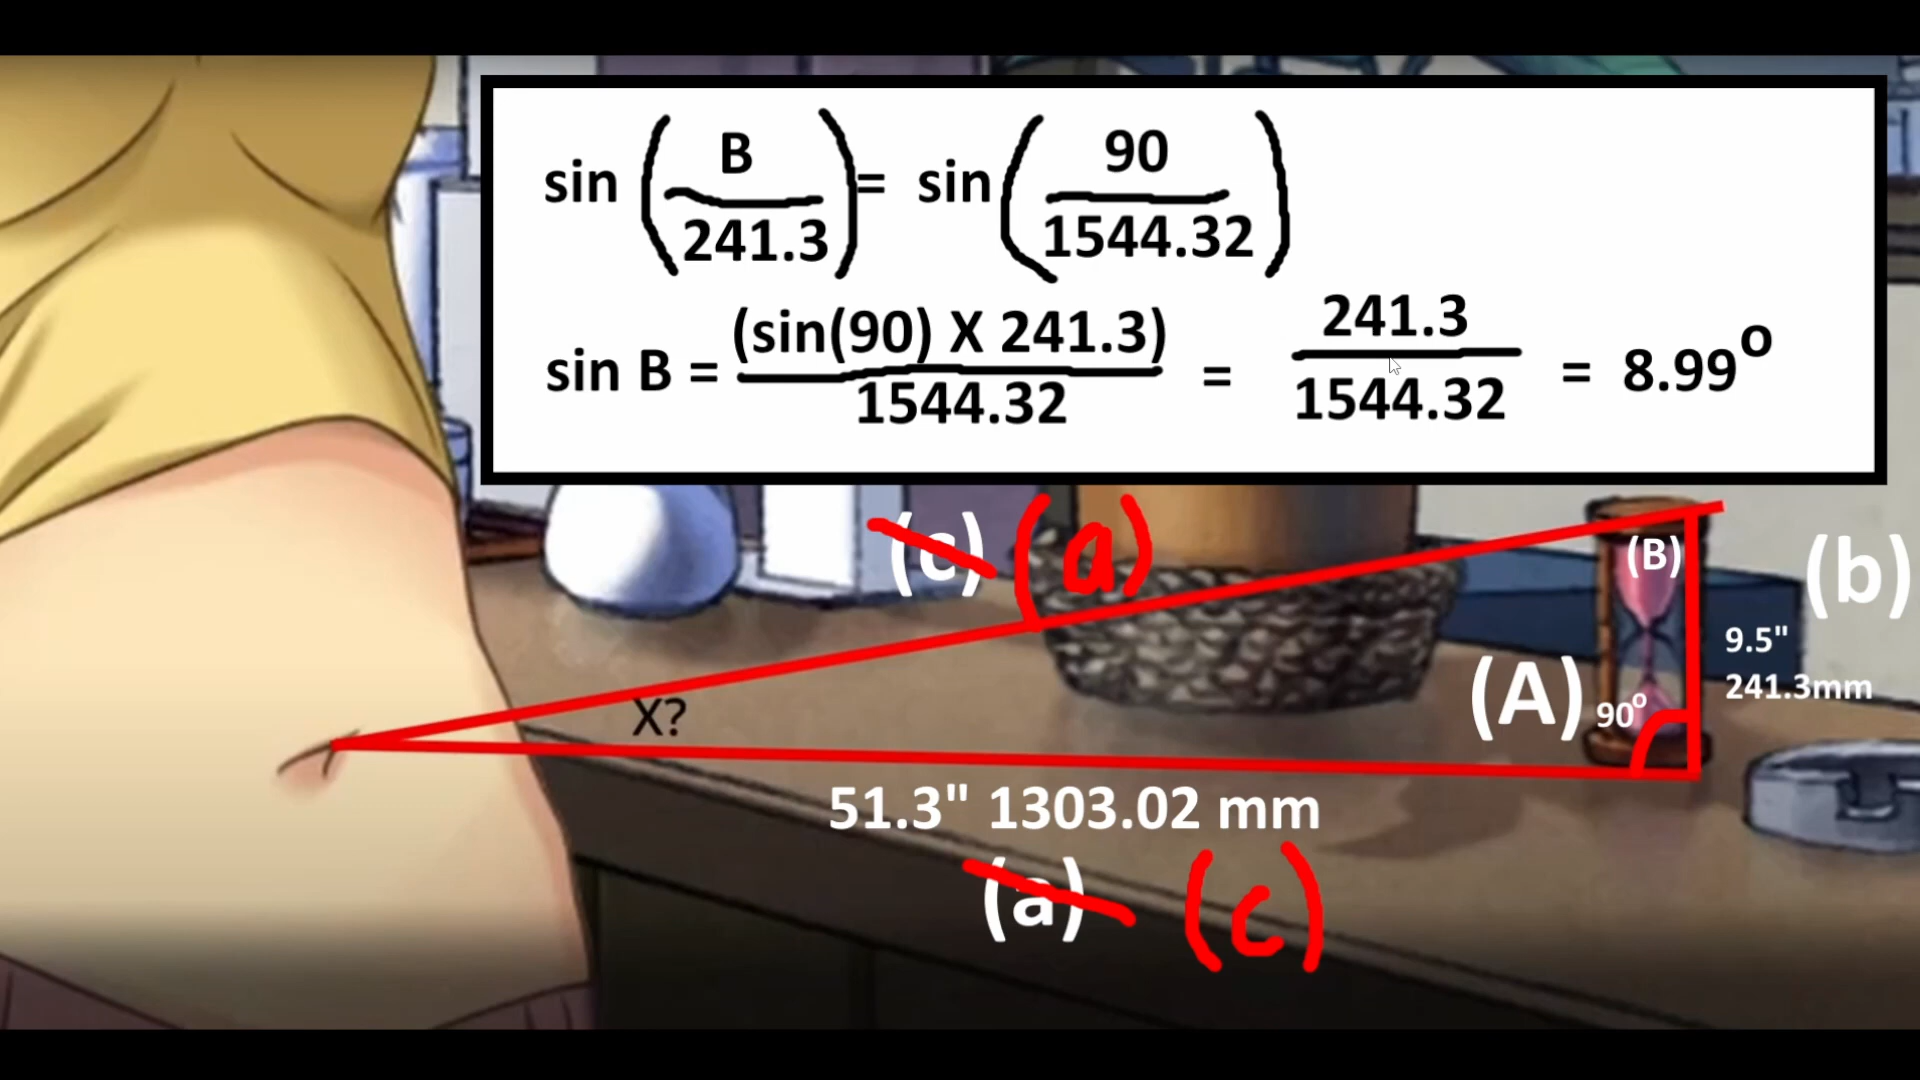 sin ( B / 241.3 ) = sin ( 90 / 1544.32 )
sin B = (sin(90) X 241.3) / 1544.32 = 241.3 / 1544.32 = 8.99°
(c) (a)
(B)
(b)
9.5"
241.3mm
(A) 90°
X?
51.3" 1303.02 mm
(a) (c)